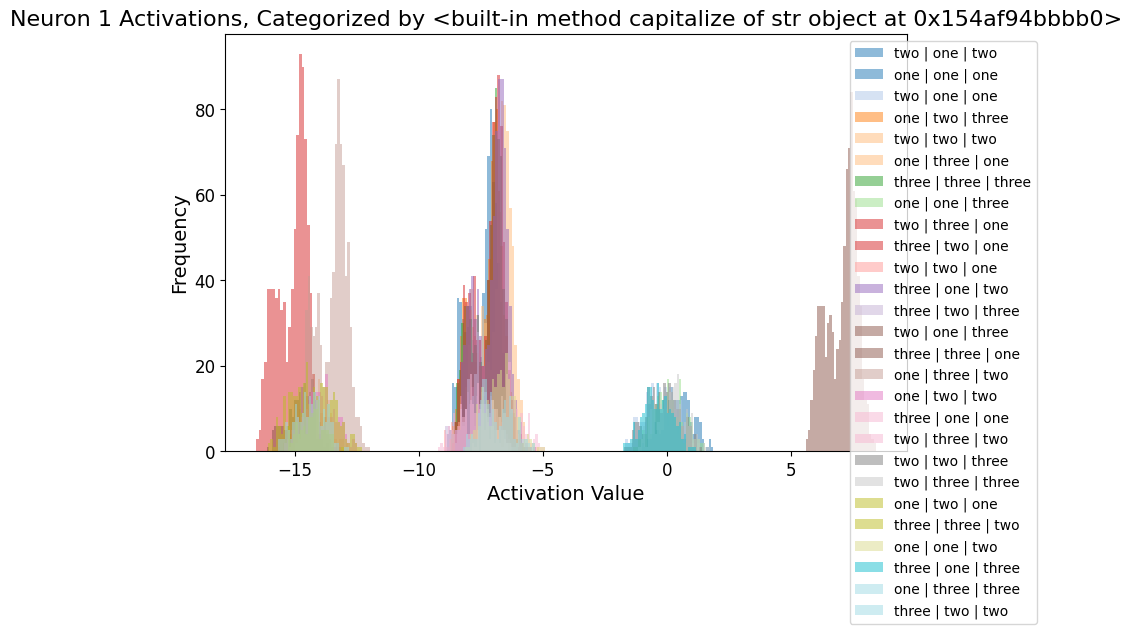 Neuron 1 Activations, Categorized by <built-in method capitalize of str object at 0x154af94bbbb0>
Frequency
80
60
40
20
0
−15
−10
−5
0
5
Activation Value
two | one | two
one | one | one
two | one | one
one | two | three
two | two | two
one | three | one
three | three | three
one | one | three
two | three | one
three | two | one
two | two | one
three | one | two
three | two | three
two | one | three
three | three | one
one | three | two
one | two | two
three | one | one
two | three | two
two | two | three
two | three | three
one | two | one
three | three | two
one | one | two
three | one | three
one | three | three
three | two | two